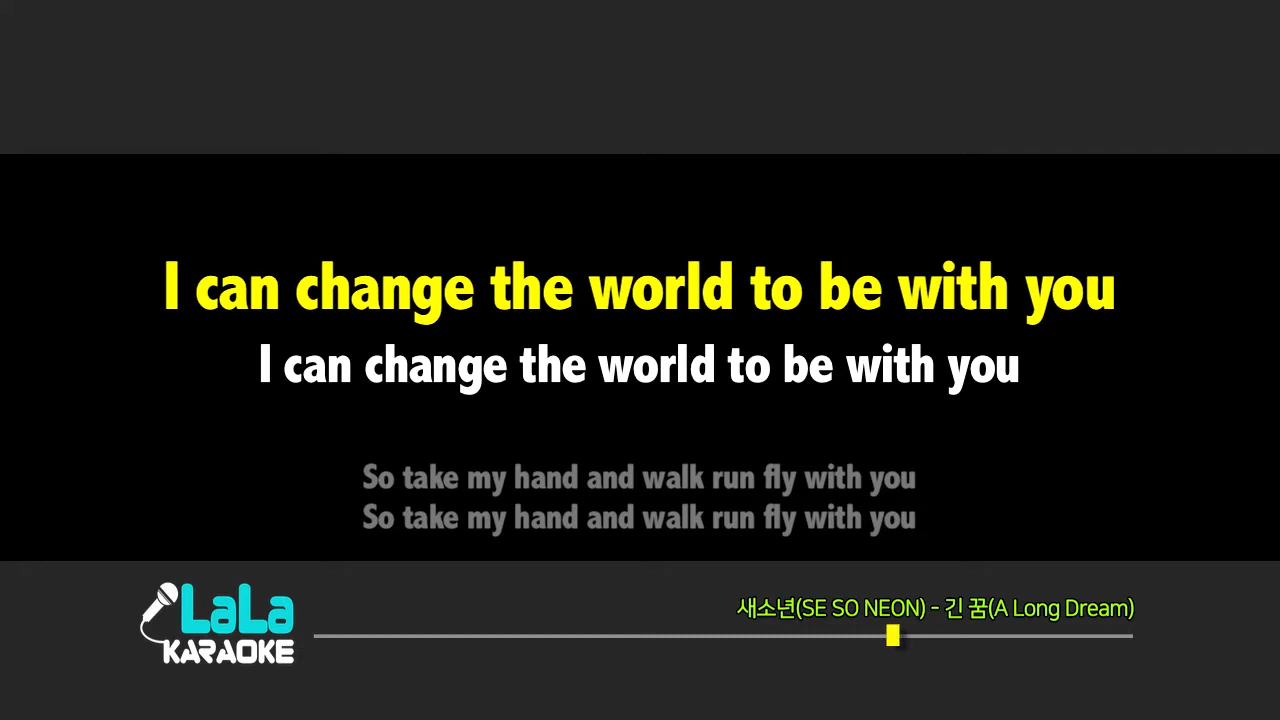 I can change the world to be with you
I can change the world to be with you
So take my hand and walk run fly with you
So take my hand and walk run fly with you
새소년(SE SO NEON) - 긴 꿈(A Long Dream)
LaLa
KARAOKE